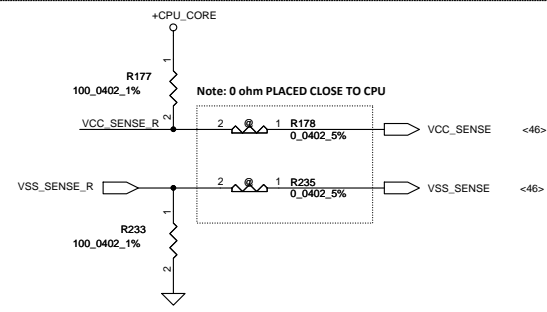 +CPU_CORE
1
R177
100_0402_1%
2
Note: 0 ohm PLACED CLOSE TO CPU
VCC_SENSE_R
2 @ 1 R178
0_0402_5%
VCC_SENSE <46>
VSS_SENSE_R
2 @ 1 R235
0_0402_5%
VSS_SENSE <46>
1
R233
100_0402_1%
2